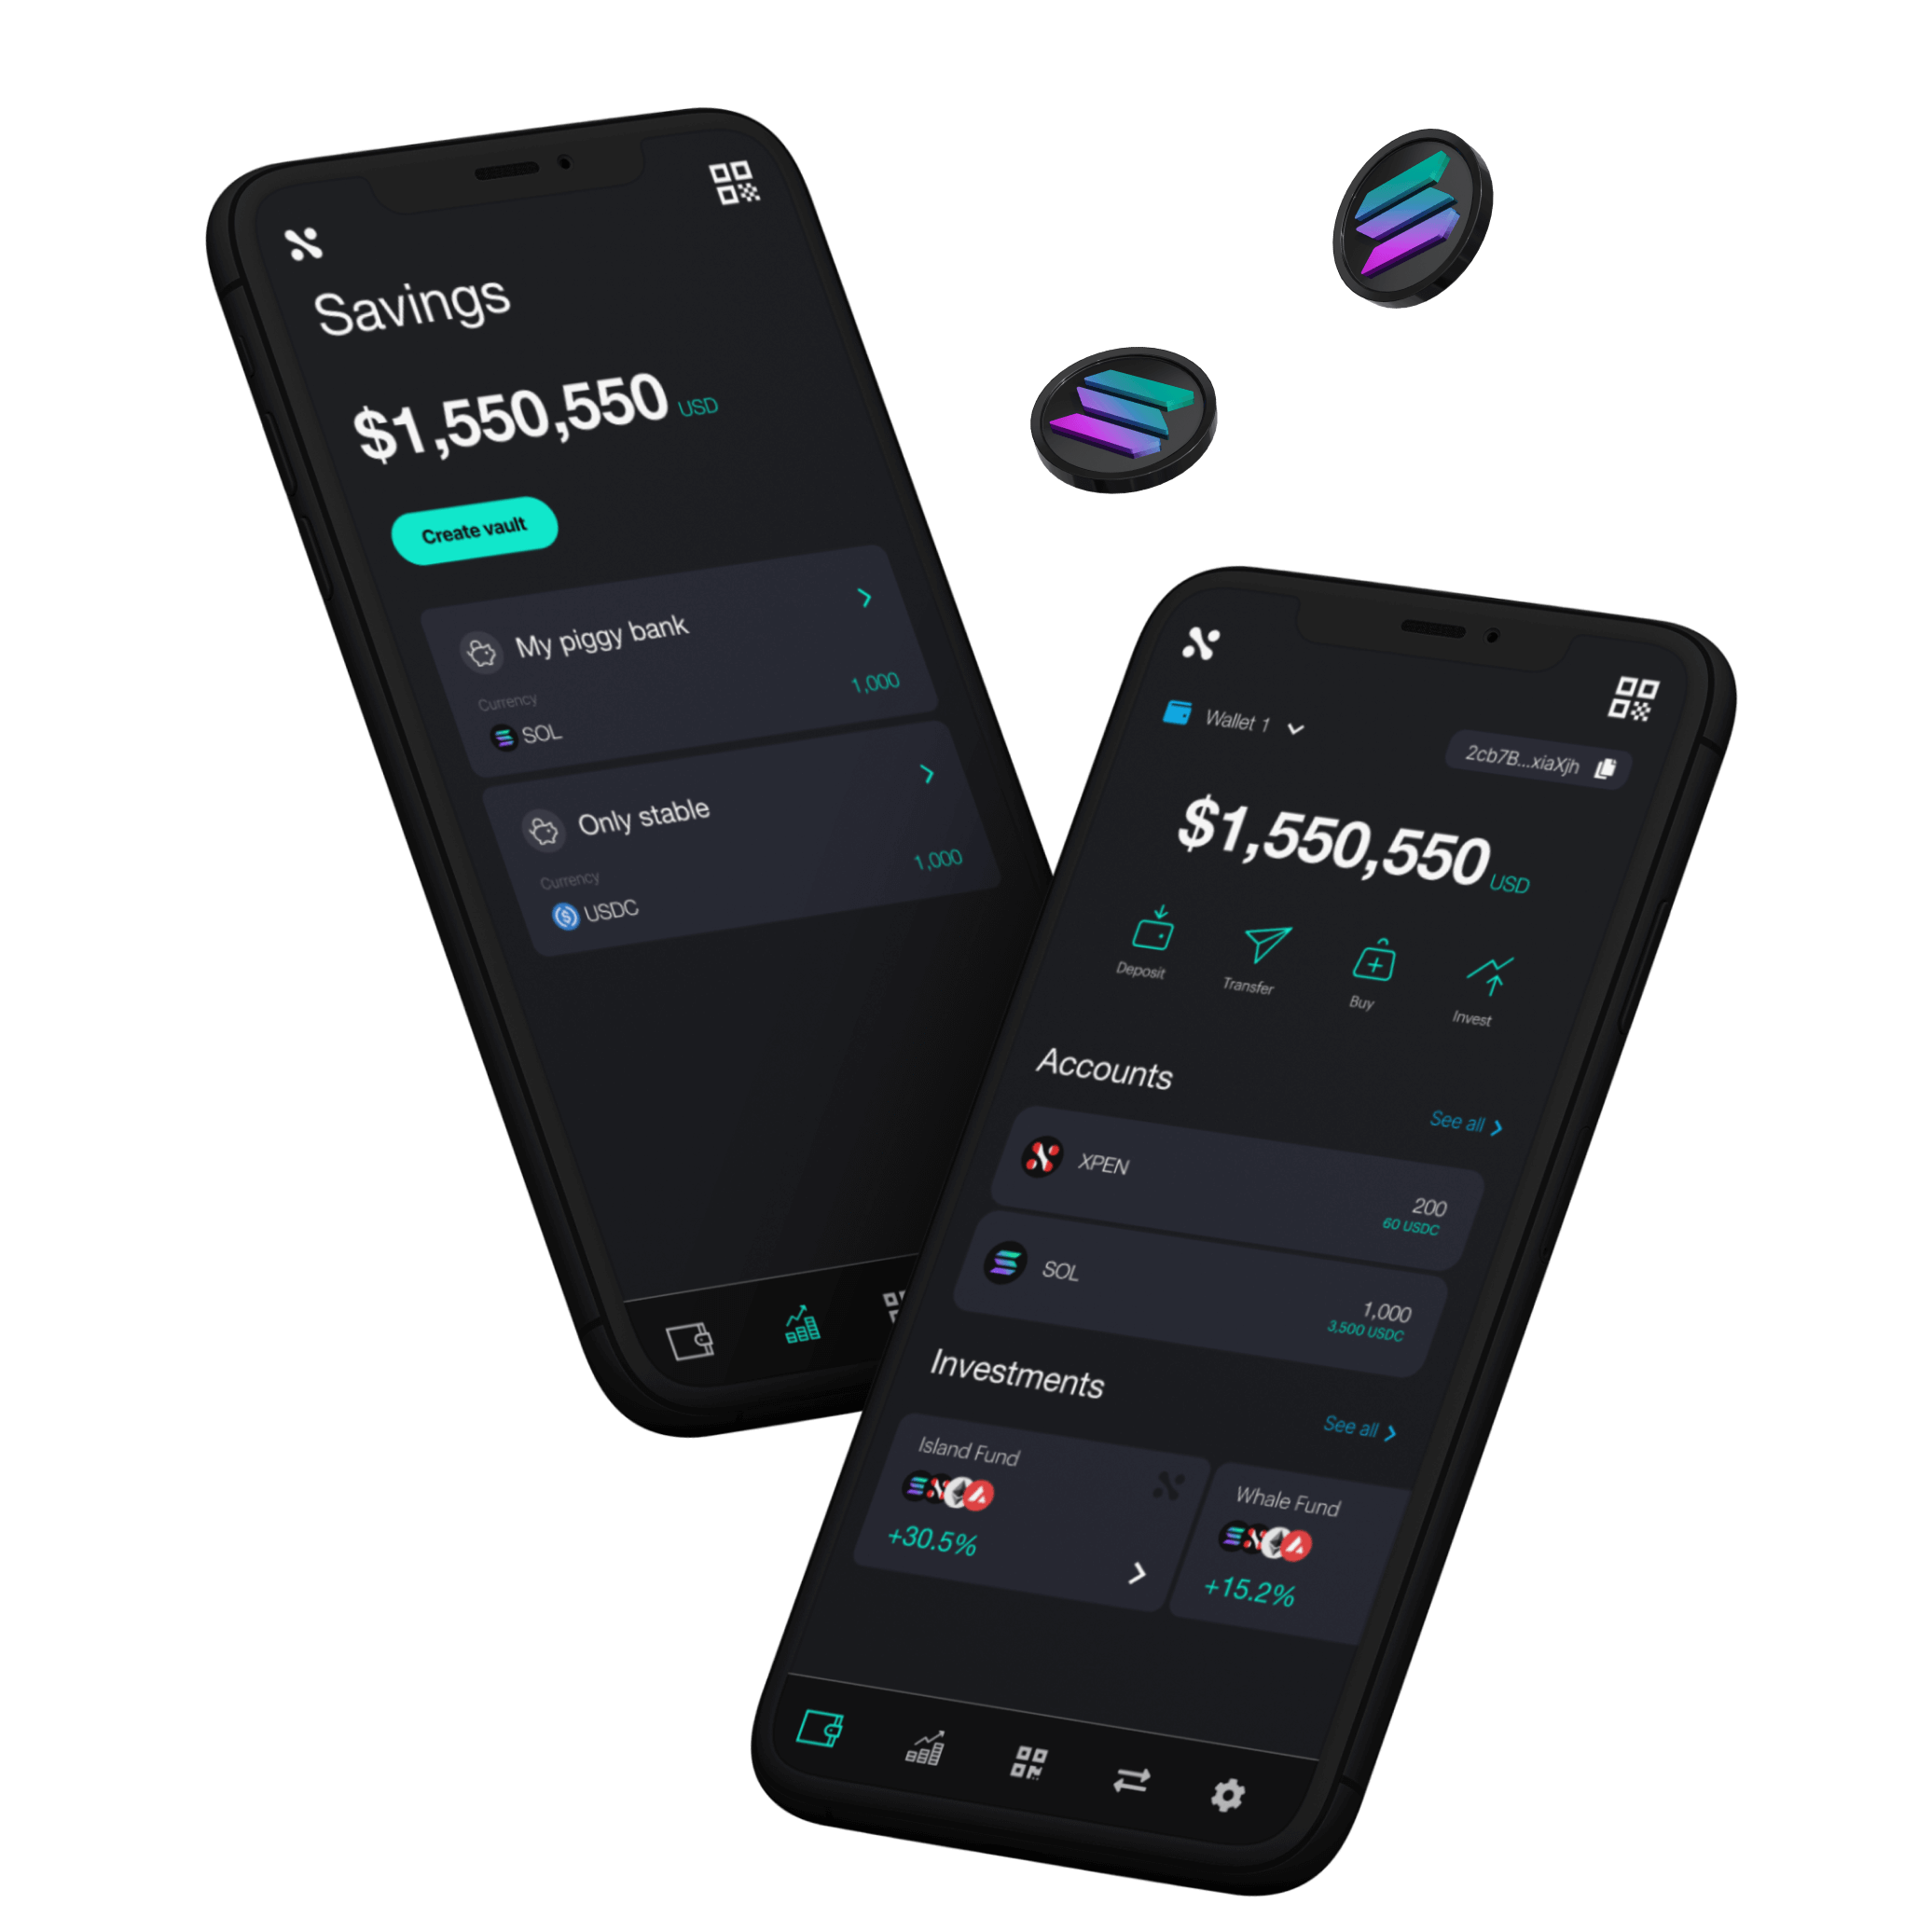 Savings
$1,550,550 USD
Create vault
My piggy bank
Currency
1,000
SOL
Only stable
Currency
1,000
USDC
Wallet 1
2cb7B...xiaXjh
$1,550,550 USD
Deposit
Transfer
Buy
Invest
Accounts
See all
XPEN
200
60 USDC
SOL
1,000
3,500 USDC
Investments
See all
Island Fund
+30.5%
Whale Fund
+15.2%